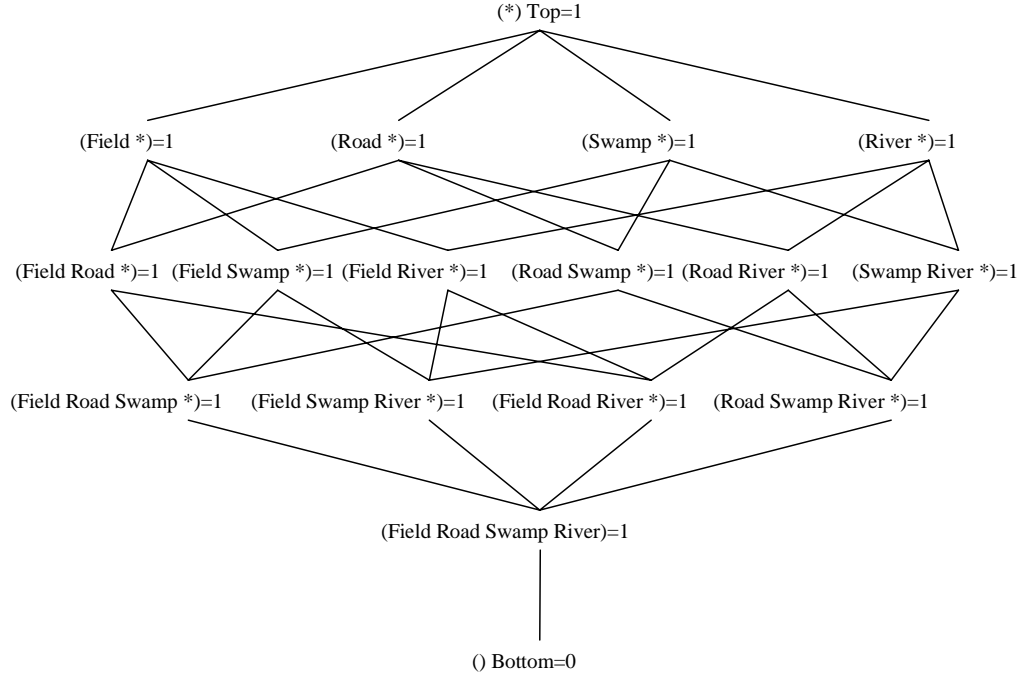 (*) Top=1
(Field *)=1 (Road *)=1 (Swamp *)=1 (River *)=1
(Field Road *)=1 (Field Swamp *)=1 (Field River *)=1 (Road Swamp *)=1 (Road River *)=1 (Swamp River *)=1
(Field Road Swamp *)=1 (Field Swamp River *)=1 (Field Road River *)=1 (Road Swamp River *)=1
(Field Road Swamp River)=1
() Bottom=0